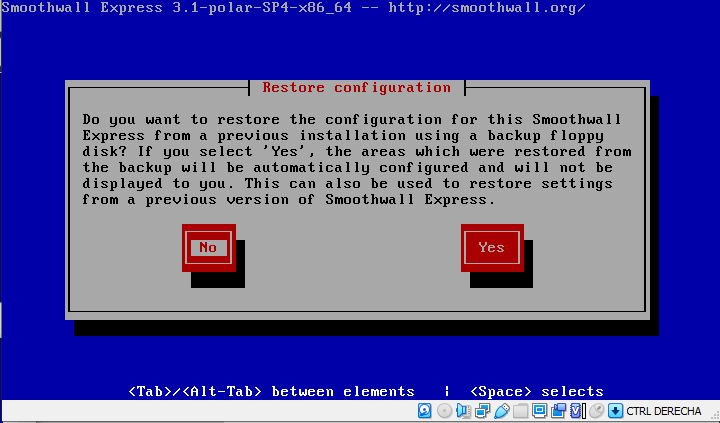 Smoothwall Express 3.1-polar-SP4-x86_64 -- http://smoothwall.org/
Restore configuration
Do you want to restore the configuration for this Smoothwall
Express from a previous installation using a backup floppy
disk? If you select 'Yes', the areas which were restored from
the backup will be automatically configured and will not be
displayed to you. This can also be used to restore settings
from a previous version of Smoothwall Express.
No
Yes
<Tab>/<Alt-Tab> between elements | <Space> selects
CTRL DERECHA